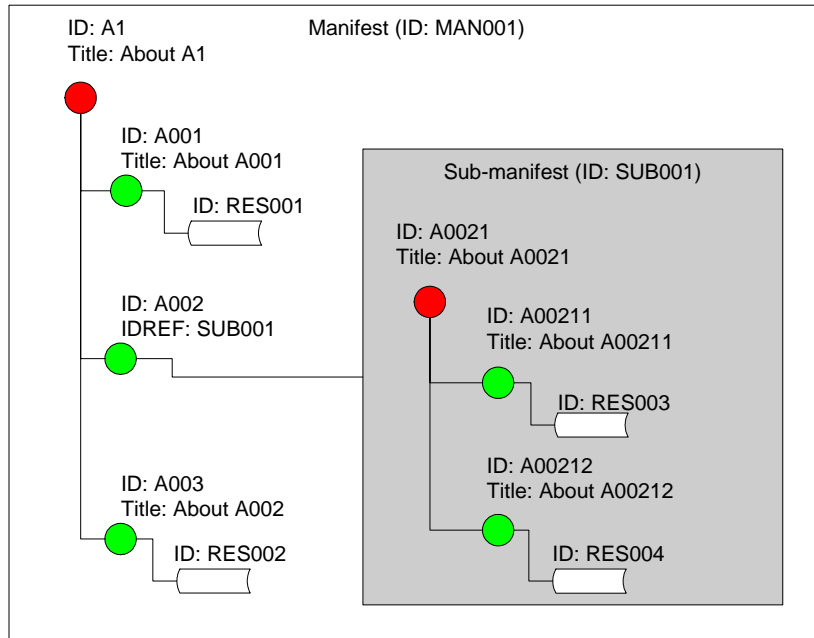 ID: A1
Title: About A1
Manifest (ID: MAN001)
ID: A001
Title: About A001
ID: RES001
ID: A002
IDREF: SUB001
ID: A003
Title: About A002
ID: RES002
Sub-manifest (ID: SUB001)
ID: A0021
Title: About A0021
ID: A00211
Title: About A00211
ID: RES003
ID: A00212
Title: About A00212
ID: RES004